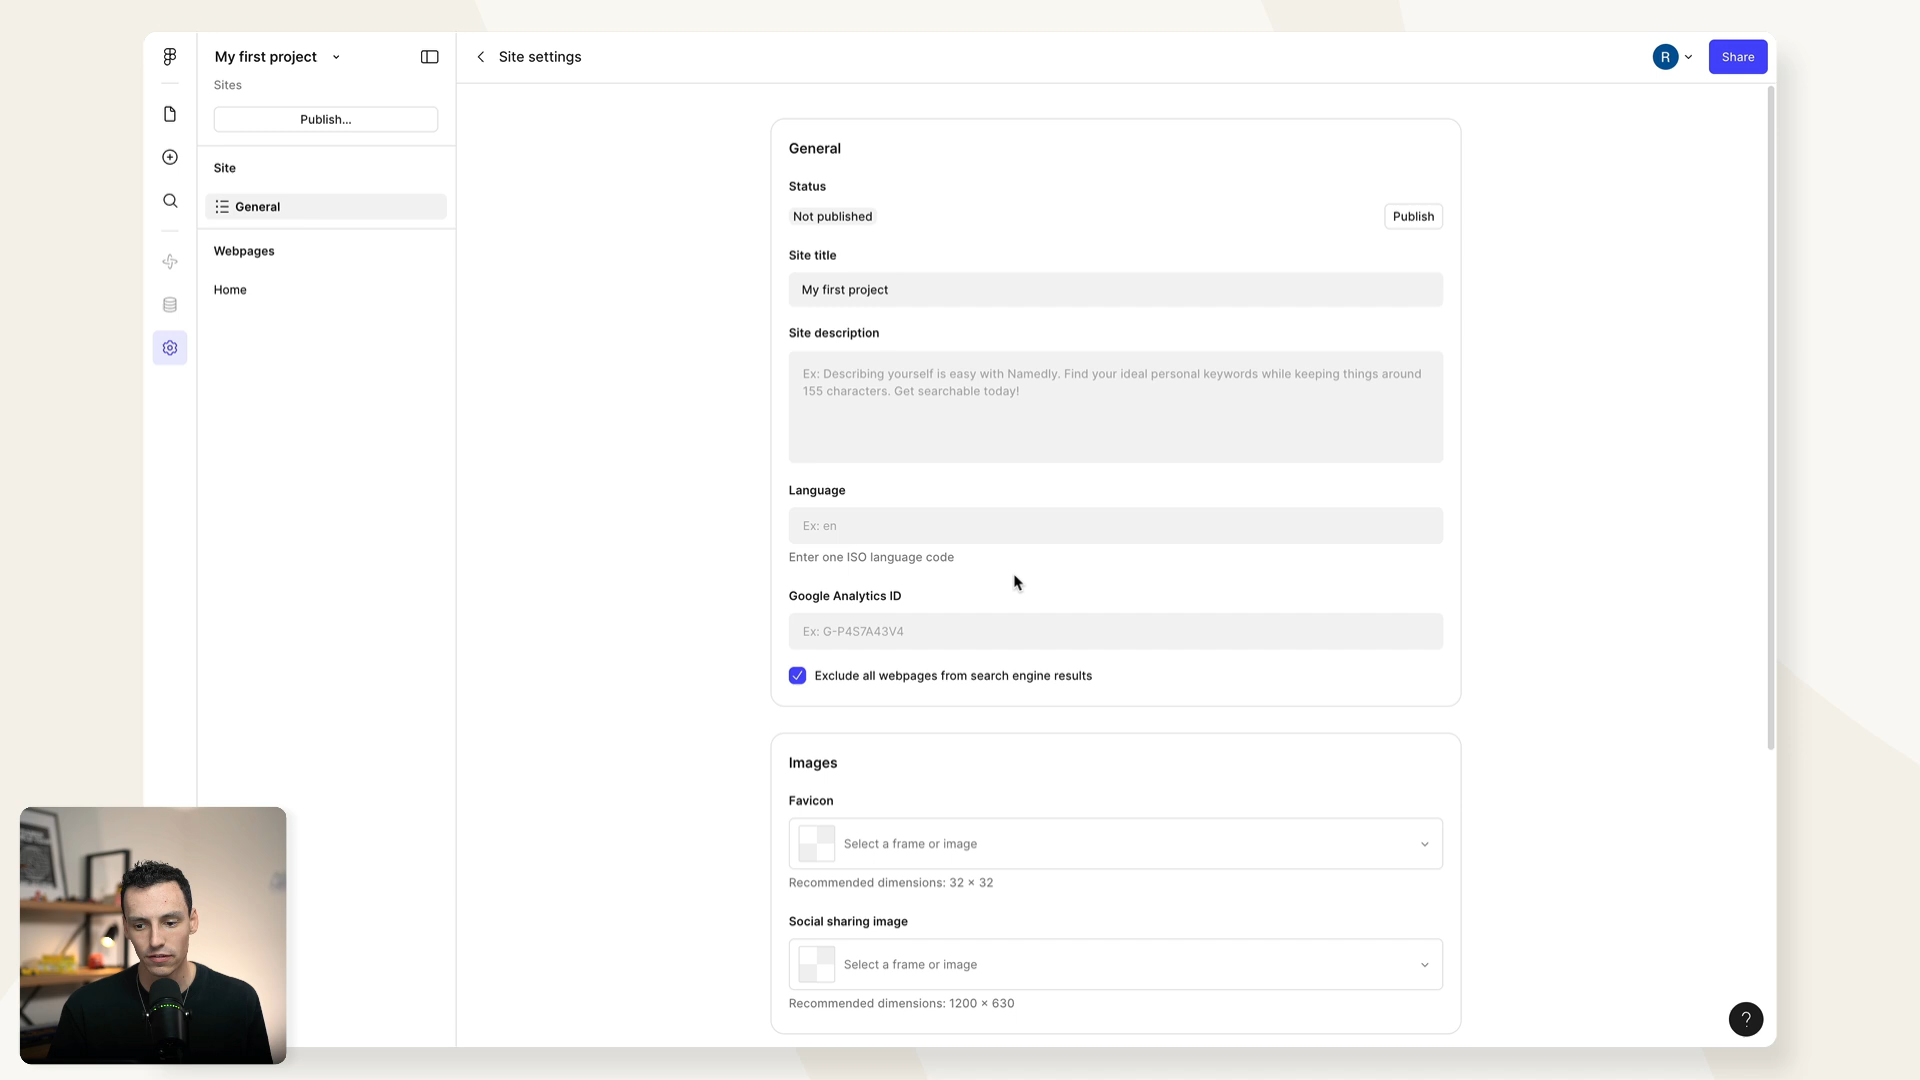 My first project
Sites
Publish...
Site
General
Webpages
Home
Site settings
R
Share
General
Status
Not published
Publish
Site title
My first project
Site description
Ex: Describing yourself is easy with Namedly. Find your ideal personal keywords while keeping things around
155 characters. Get searchable today!
Language
Ex: en
Enter one ISO language code
Google Analytics ID
Ex: G-P4S7A43V4
Exclude all webpages from search engine results
Images
Favicon
Select a frame or image
Recommended dimensions: 32 × 32
Social sharing image
Select a frame or image
Recommended dimensions: 1200 × 630
?